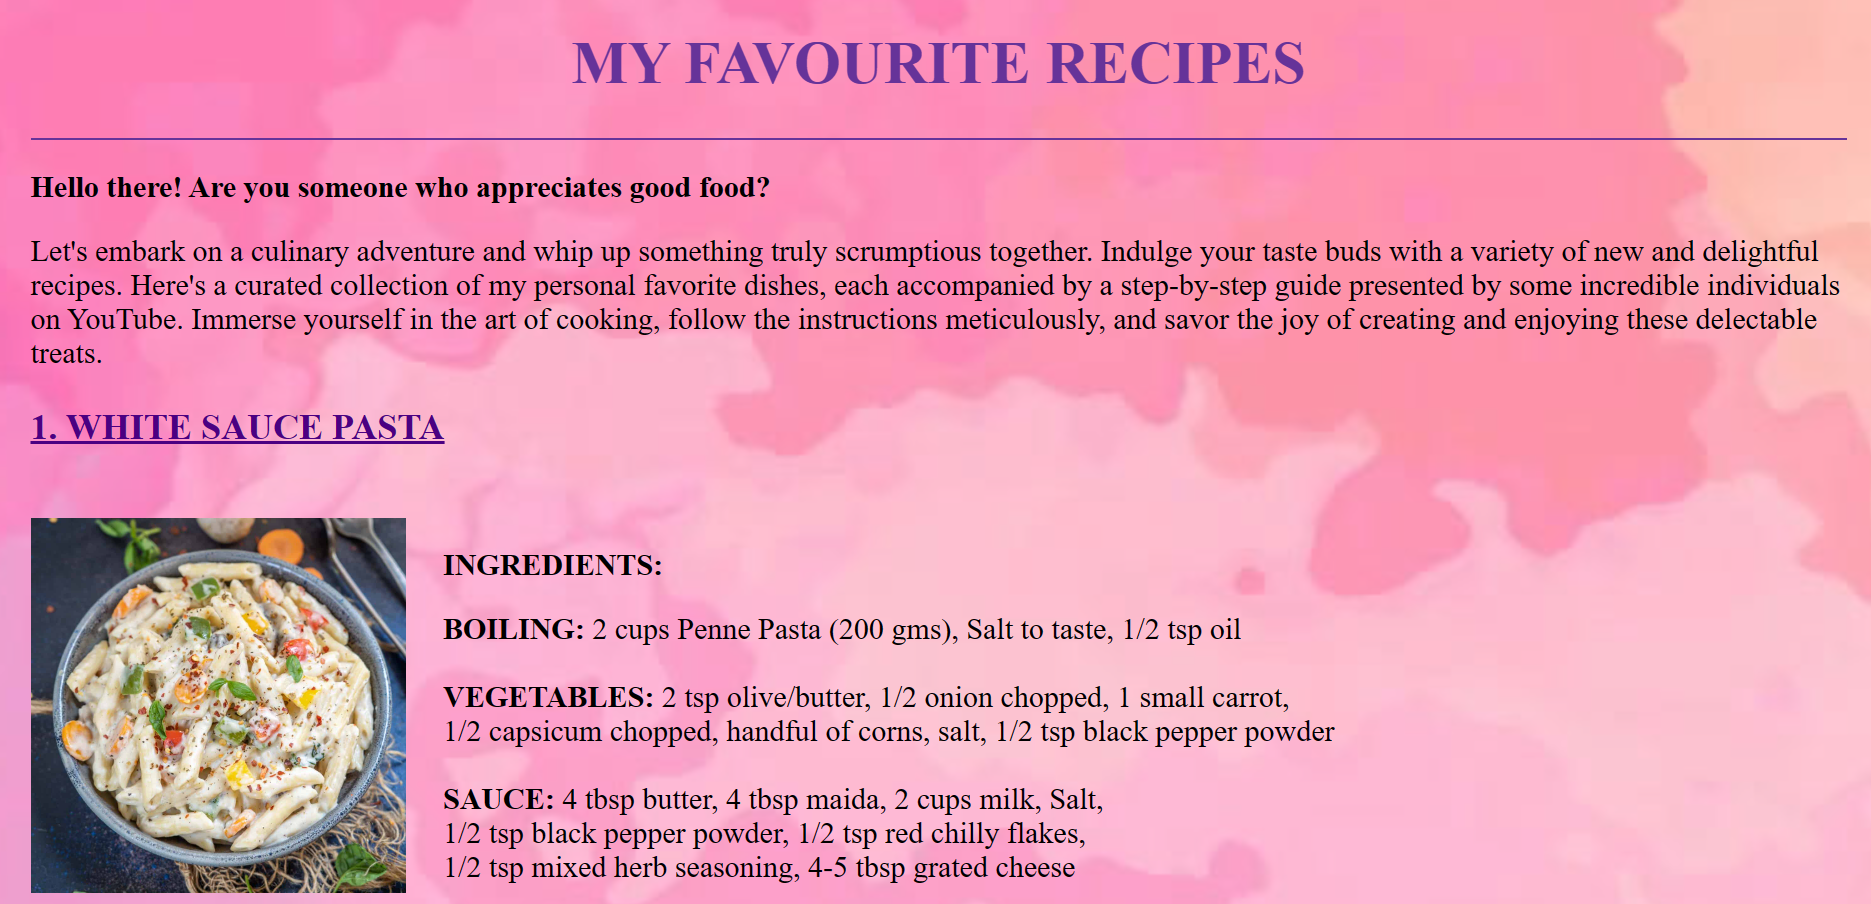 MY FAVOURITE RECIPES
Hello there! Are you someone who appreciates good food?
Let's embark on a culinary adventure and whip up something truly scrumptious together. Indulge your taste buds with a variety of new and delightful
recipes. Here's a curated collection of my personal favorite dishes, each accompanied by a step-by-step guide presented by some incredible individuals
on YouTube. Immerse yourself in the art of cooking, follow the instructions meticulously, and savor the joy of creating and enjoying these delectable
treats.
1. WHITE SAUCE PASTA
INGREDIENTS:
BOILING: 2 cups Penne Pasta (200 gms), Salt to taste, 1/2 tsp oil
VEGETABLES: 2 tsp olive/butter, 1/2 onion chopped, 1 small carrot,
1/2 capsicum chopped, handful of corns, salt, 1/2 tsp black pepper powder
SAUCE: 4 tbsp butter, 4 tbsp maida, 2 cups milk, Salt,
1/2 tsp black pepper powder, 1/2 tsp red chilly flakes,
1/2 tsp mixed herb seasoning, 4-5 tbsp grated cheese